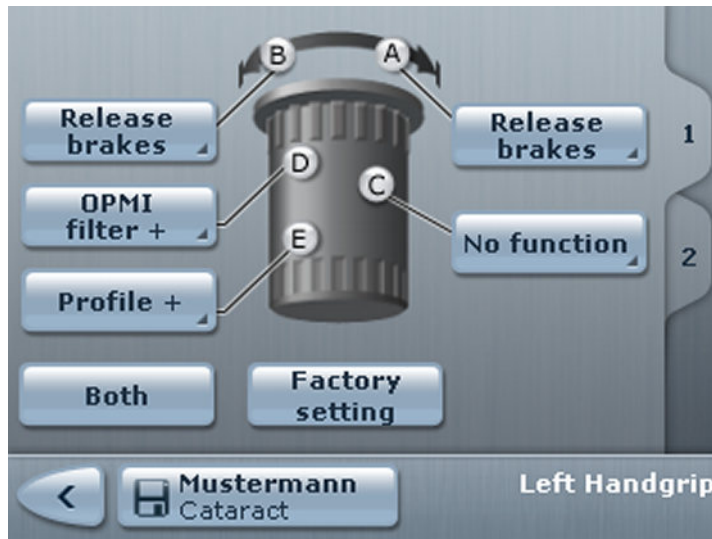 B
A
Release
brakes
Release
brakes
1
D
C
OPMI
filter +
No function
2
E
Profile +
Both
Factory
setting
<
Mustermann
Cataract
Left Handgrip